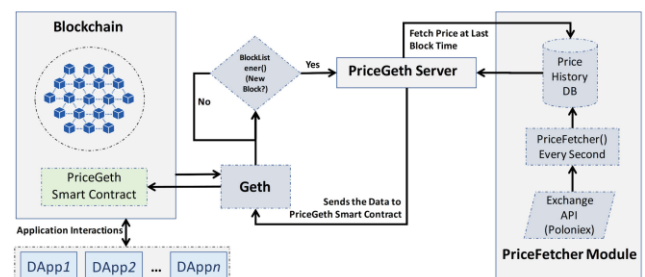 Blockchain
PriceGeth
Smart Contract
Application Interactions
DApp1
DApp2
...
DAppn
BlockList
ener()
(New
Block?)
Yes
No
Geth
PriceGeth Server
Fetch Price at Last
Block Time
Sends the Data to
PriceGeth Smart Contract
Price
History
DB
PriceFetcher()
Every Second
Exchange
API
(Poloniex)
PriceFetcher Module